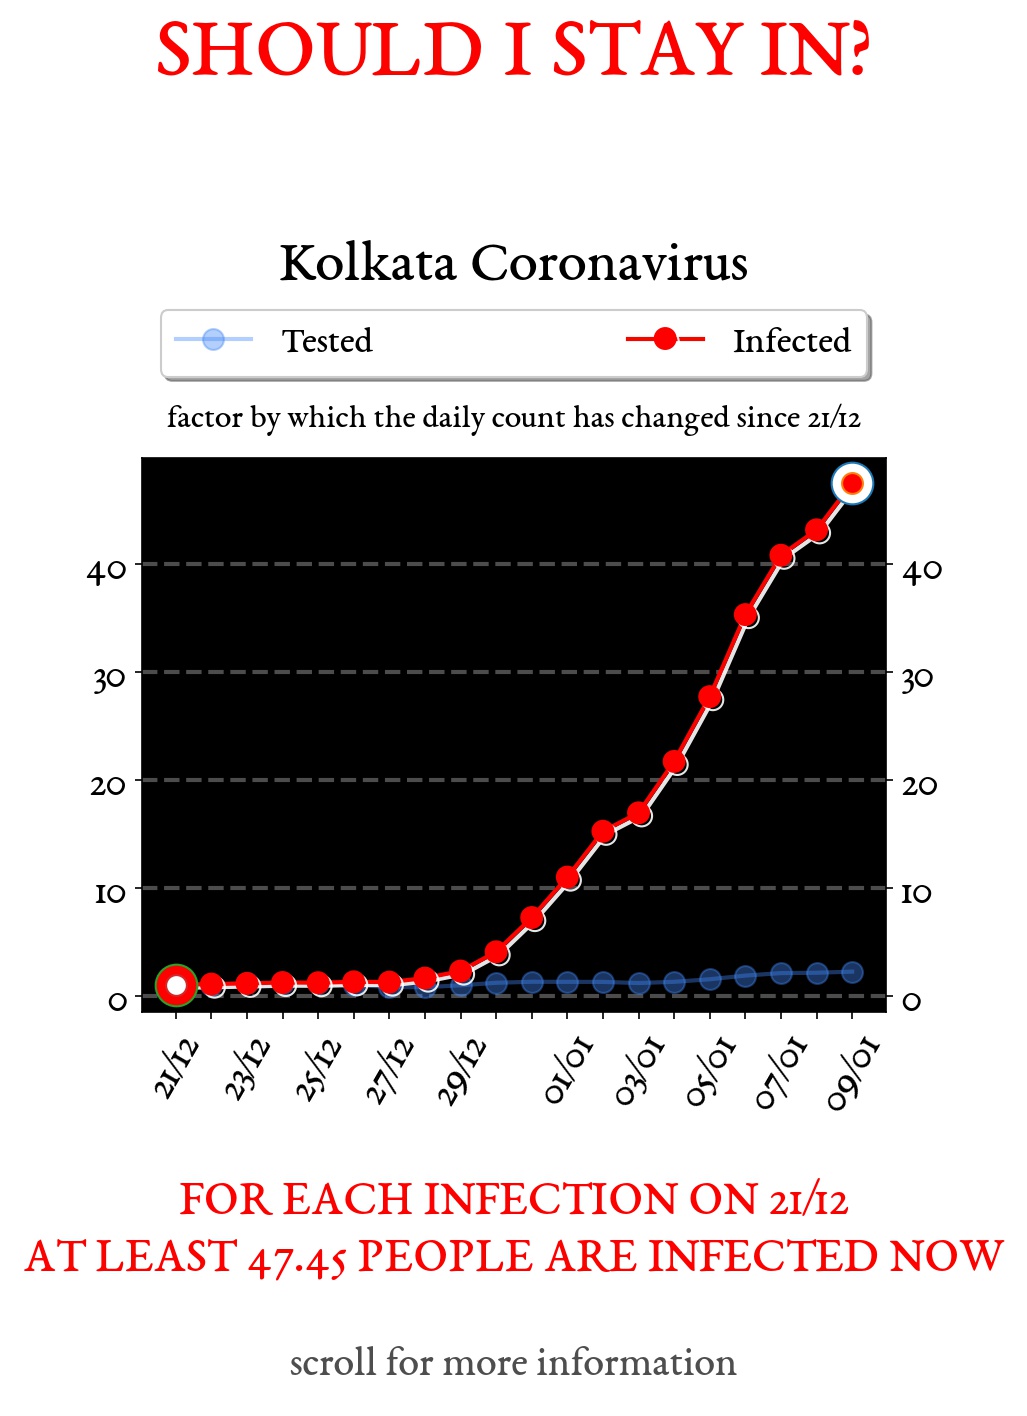 SHOULD I STAY IN?
Kolkata Coronavirus
Tested Infected
factor by which the daily count has changed since 21/12
40 40
30 30
20 20
10 10
0 0
21/12 23/12 25/12 27/12 29/12 01/01 03/01 05/01 07/01 09/01
FOR EACH INFECTION ON 21/12
AT LEAST 47.45 PEOPLE ARE INFECTED NOW
scroll for more information